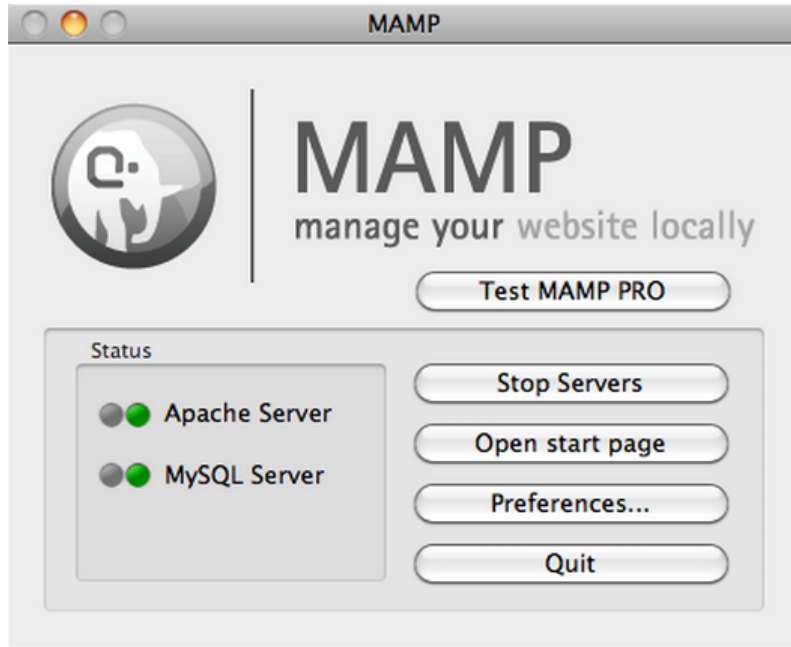 MAMP
MAMP
manage your website locally
Test MAMP PRO
Status
Apache Server
MySQL Server
Stop Servers
Open start page
Preferences...
Quit